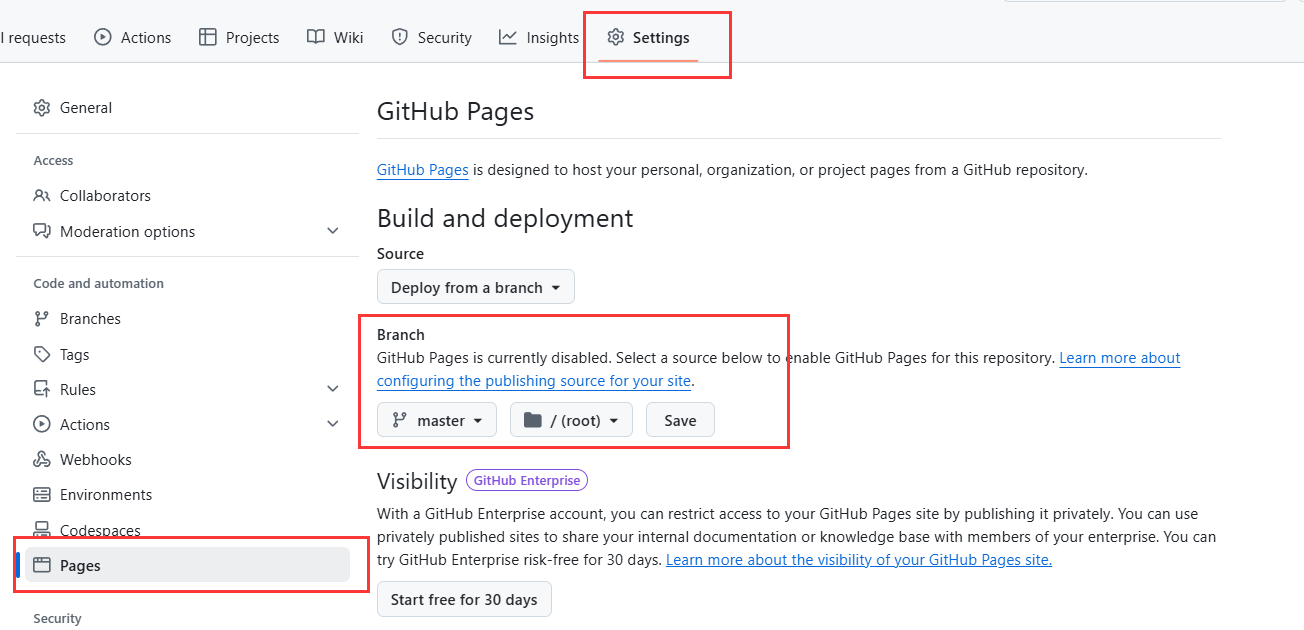 l requests
Actions
Projects
Wiki
Security
Insights
Settings
General
Access
Collaborators
Moderation options
Code and automation
Branches
Tags
Rules
Actions
Webhooks
Environments
Codespaces
Pages
Security
GitHub Pages
GitHub Pages is designed to host your personal, organization, or project pages from a GitHub repository.
Build and deployment
Source
Deploy from a branch
Branch
GitHub Pages is currently disabled. Select a source below to enable GitHub Pages for this repository. Learn more about
configuring the publishing source for your site.
master
/ (root)
Save
Visibility GitHub Enterprise
With a GitHub Enterprise account, you can restrict access to your GitHub Pages site by publishing it privately. You can use
privately published sites to share your internal documentation or knowledge base with members of your enterprise. You can
try GitHub Enterprise risk-free for 30 days. Learn more about the visibility of your GitHub Pages site.
Start free for 30 days